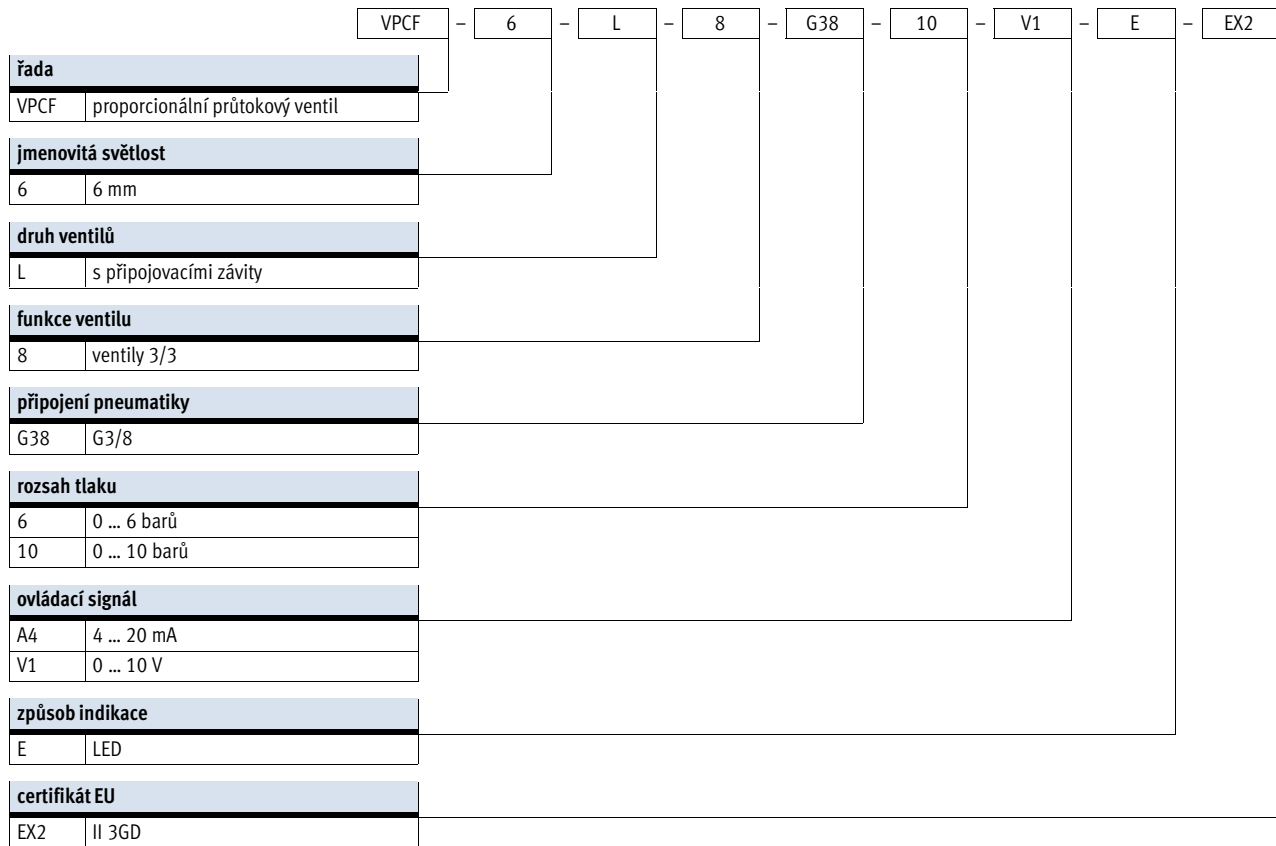 VPCF – 6 – L – 8 – G38 – 10 – V1 – E – EX2
řada
VPCF proporcionální průtokový ventil
jmenovitá světlost
6 6 mm
druh ventilů
L s připojovacími závity
funkce ventilu
8 ventily 3/3
připojení pneumatiky
G38 G3/8
rozsah tlaku
6 0 ... 6 barů
10 0 ... 10 barů
ovládací signál
A4 4 ... 20 mA
V1 0 ... 10 V
způsob indikace
E LED
certifikát EU
EX2 II 3GD